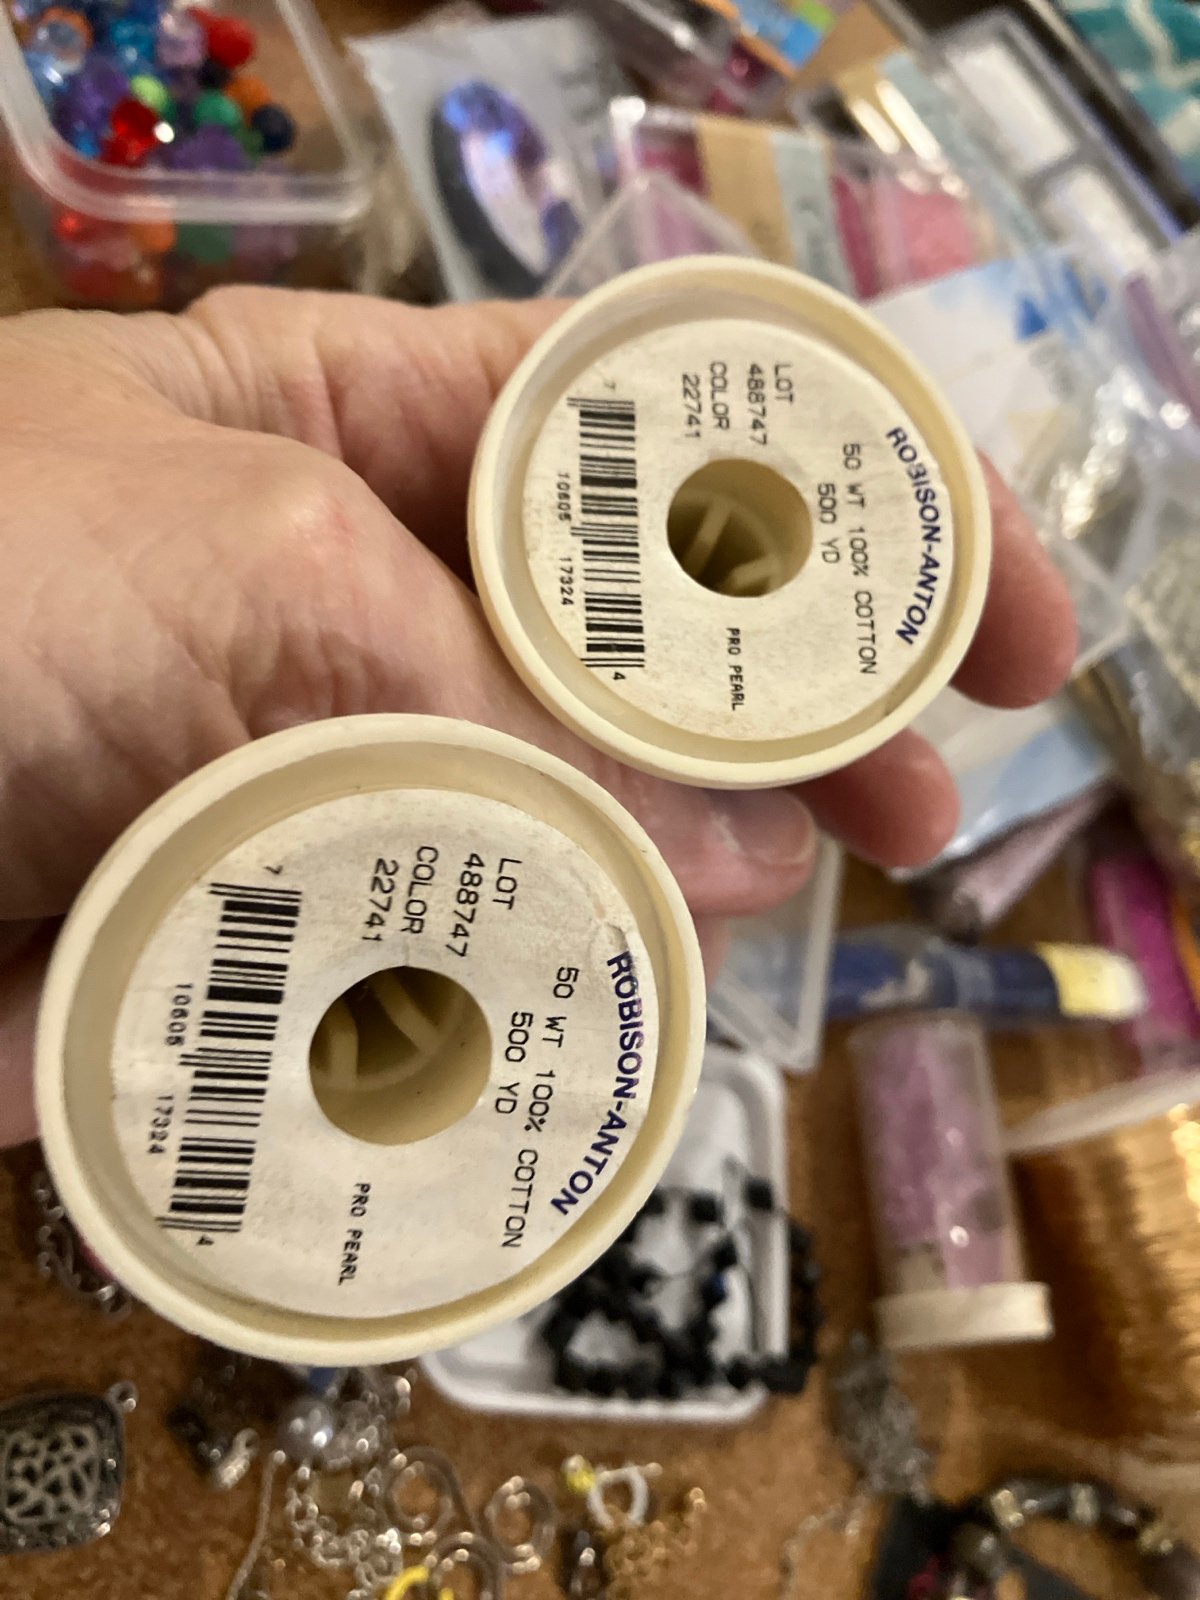 ROBISON-ANTON
50 WT 100% COTTON
500 YD
LOT
488747
COLOR
22741
PRO PEARL
7 10605 17324 4
ROBISON-ANTON
50 WT 100% COTTON
500 YD
LOT
488747
COLOR
22741
PRO PEARL
7 10605 17324 4